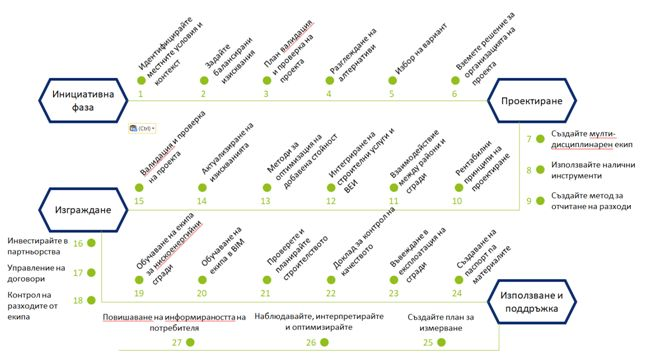 Идентифицирайте
местните условия и
контекст
1
Задайте
балансирани
изисквания
2
План валидация
и проверка на
проекта
3
Разглеждане на
алтернативи
4
Избор на вариант
5
Вземете решение за
организацията на
проекта
6
Инициативна
фаза
Проектиране
(Ctrl)
7
Създайте мулти-
дисциплинарен екип
8
Използвайте налични
инструменти
9
Създайте метод за
отчитане на разходи
Валидация и проверка
на проекта
15
Актуализиране на
изискванията
14
Методи за
оптимизация на
добавена стойност
13
Интегриране на
строителни услуги и
ВЕИ
12
Взаимодействие
между райони и
сгради
11
Рентабилни
принципи на
проектиране
10
Изграждане
Инвестирайте в
партньорства
16
Управление на
договори
17
Контрол на
разходите от
екипа
18
Обучаване на екипа
за нискоенергийни
сгради
19
Обучаване на
екипа в BIM
20
Проверете и
планирайте
строителството
21
Доклад за контрол на
качеството
22
Въвеждане в
експлоатация на
сгради
23
Създаване на
паспорт па
материалите
24
Използване и
поддръжка
Повишаване на информираността на
потребителя
27
Наблюдавайте, интерпретирайте
и оптимизирайте
26
Създайте план за
измерване
25